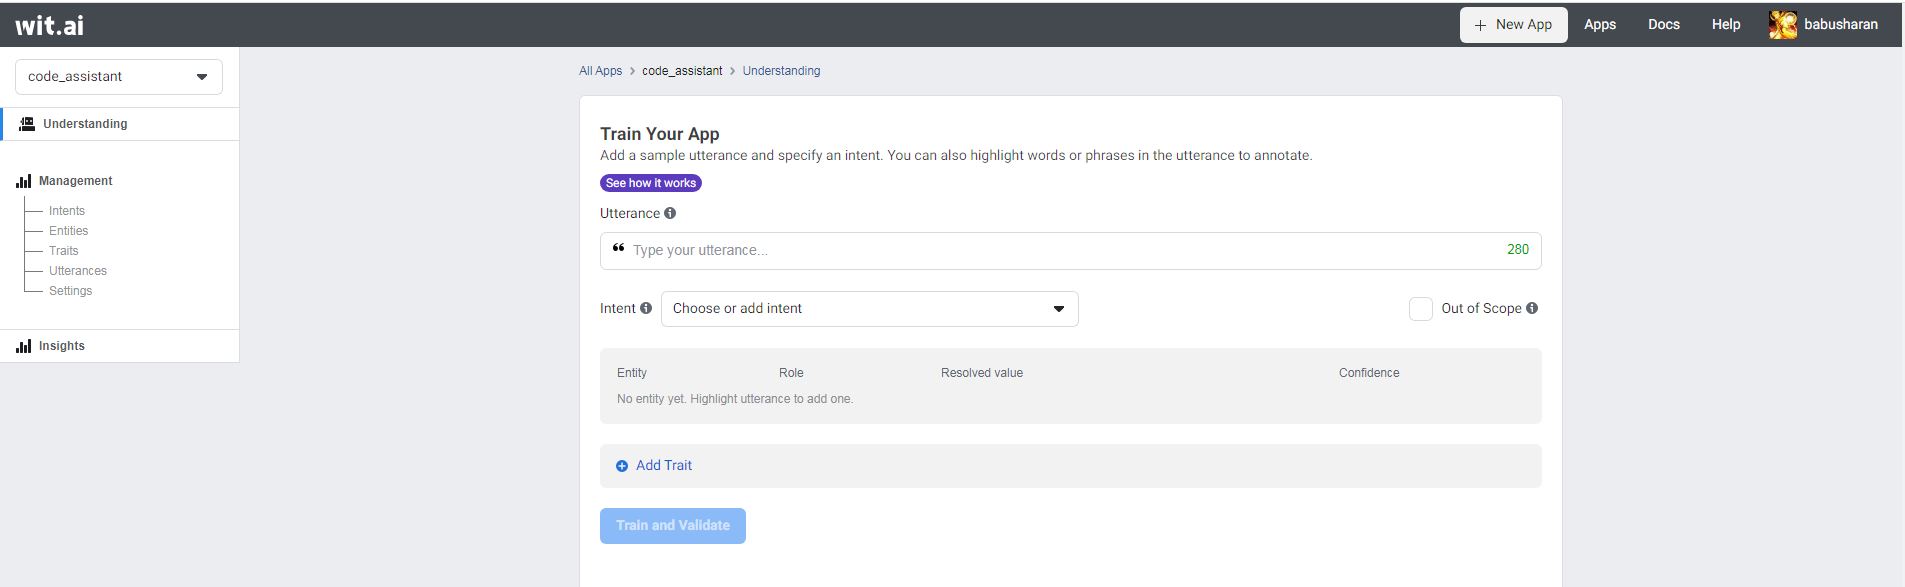 wit.ai
New App Apps Docs Help babusharan
code_assistant
Understanding
Management
Intents
Entities
Traits
Utterances
Settings
Insights
All Apps > code_assistant > Understanding
Train Your App
Add a sample utterance and specify an intent. You can also highlight words or phrases in the utterance to annotate.
See how it works
Utterance
❝ Type your utterance... 280
Intent Choose or add intent Out of Scope
Entity Role Resolved value Confidence
No entity yet. Highlight utterance to add one.
Add Trait
Train and Validate